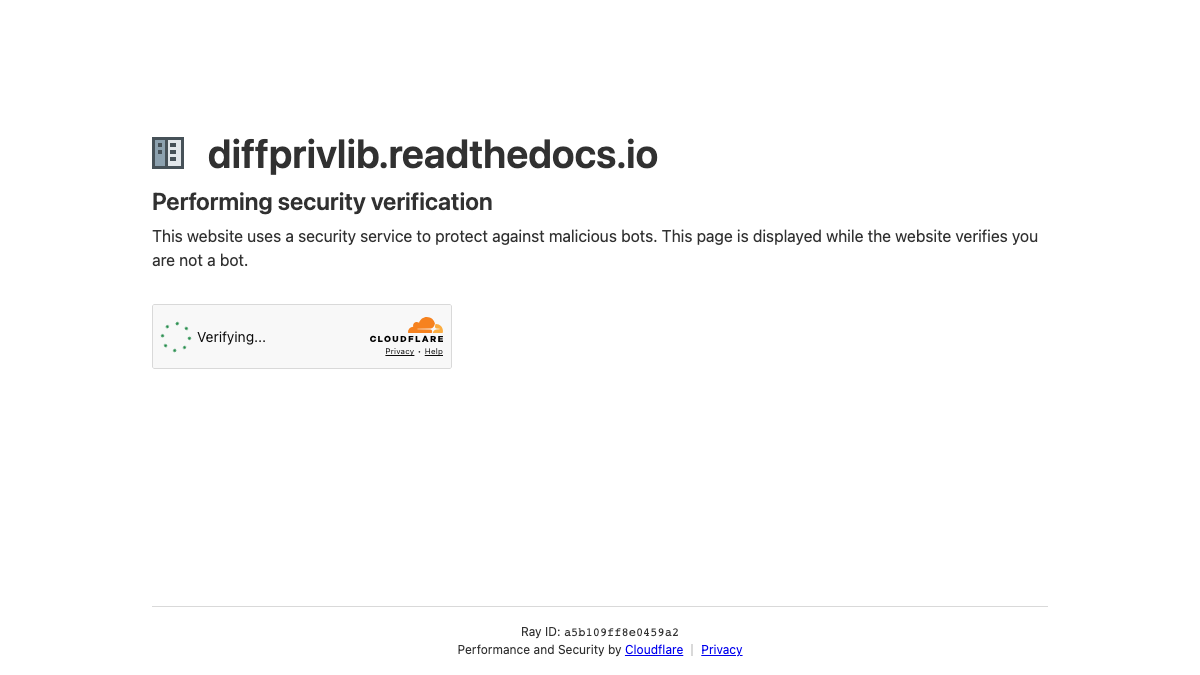 diffprivlib.readthedocs.io
Performing security verification
This website uses a security service to protect against malicious bots. This page is displayed while the website verifies you
are not a bot.
Verifying...
CLOUDFLARE
Privacy • Help
Ray ID: a5b109ff8e0459a2
Performance and Security by Cloudflare | Privacy